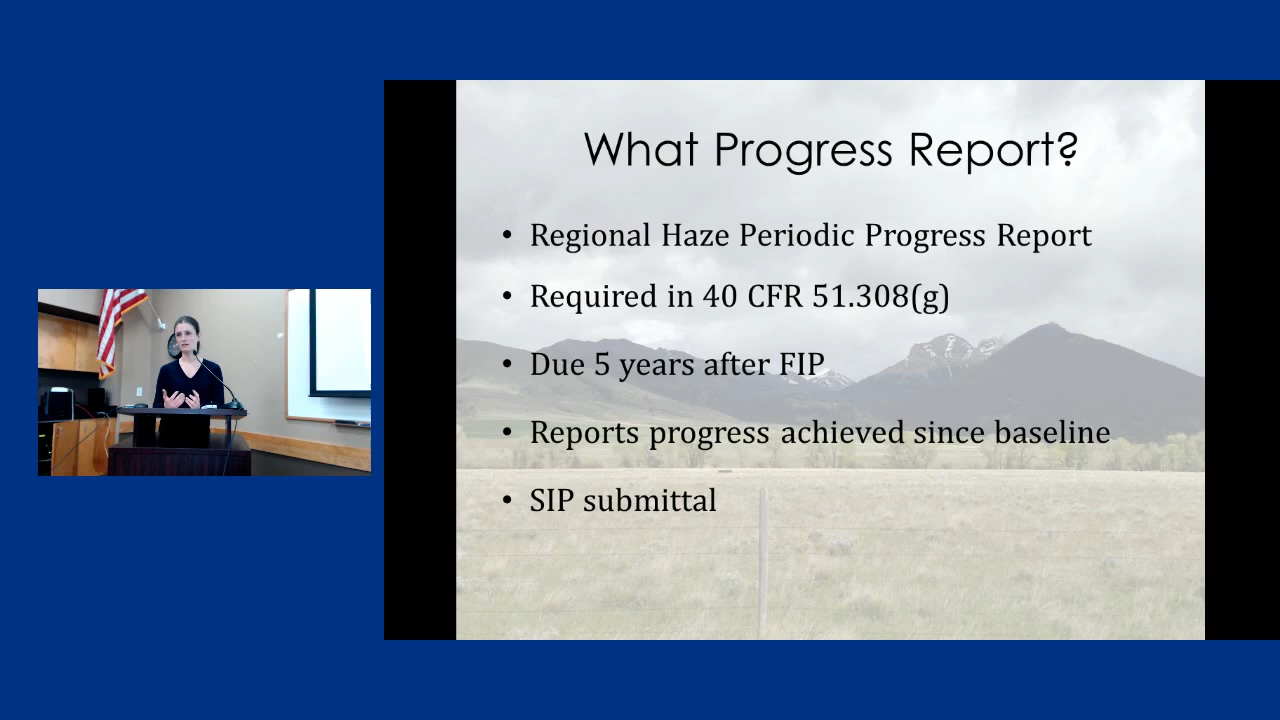 What Progress Report?
• Regional Haze Periodic Progress Report
• Required in 40 CFR 51.308(g)
• Due 5 years after FIP
• Reports progress achieved since baseline
• SIP submittal